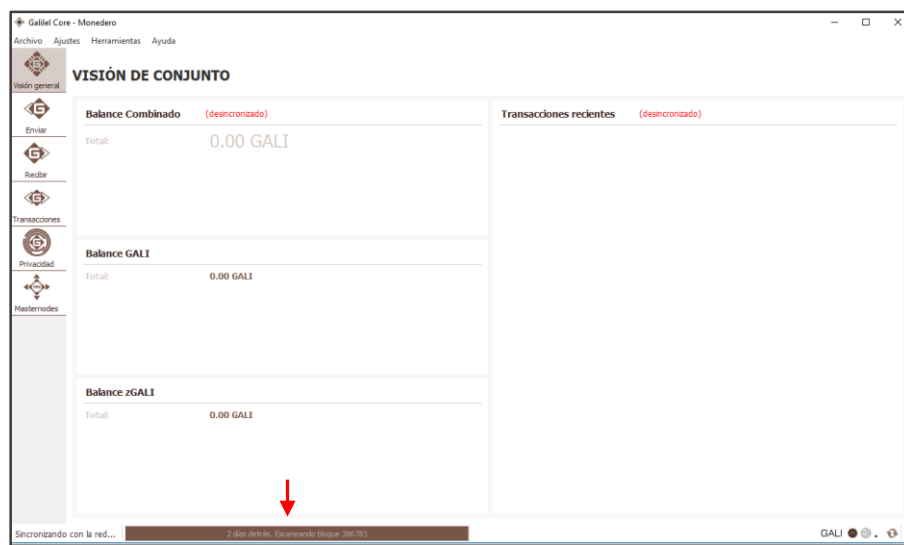 Galilel Core - Monedero
Archivo Ajustes Herramientas Ayuda
Visión general
VISIÓN DE CONJUNTO
Enviar
Recibir
Transacciones
Privacidad
Masternodes
Balance Combinado (desincronizado)
Total: 0.00 GALI
Balance GALI
Total: 0.00 GALI
Balance zGALI
Total: 0.00 GALI
Transacciones recientes (desincronizado)
Sincronizando con la red... 2 días detrás. Escaneando bloque 386783 GALI